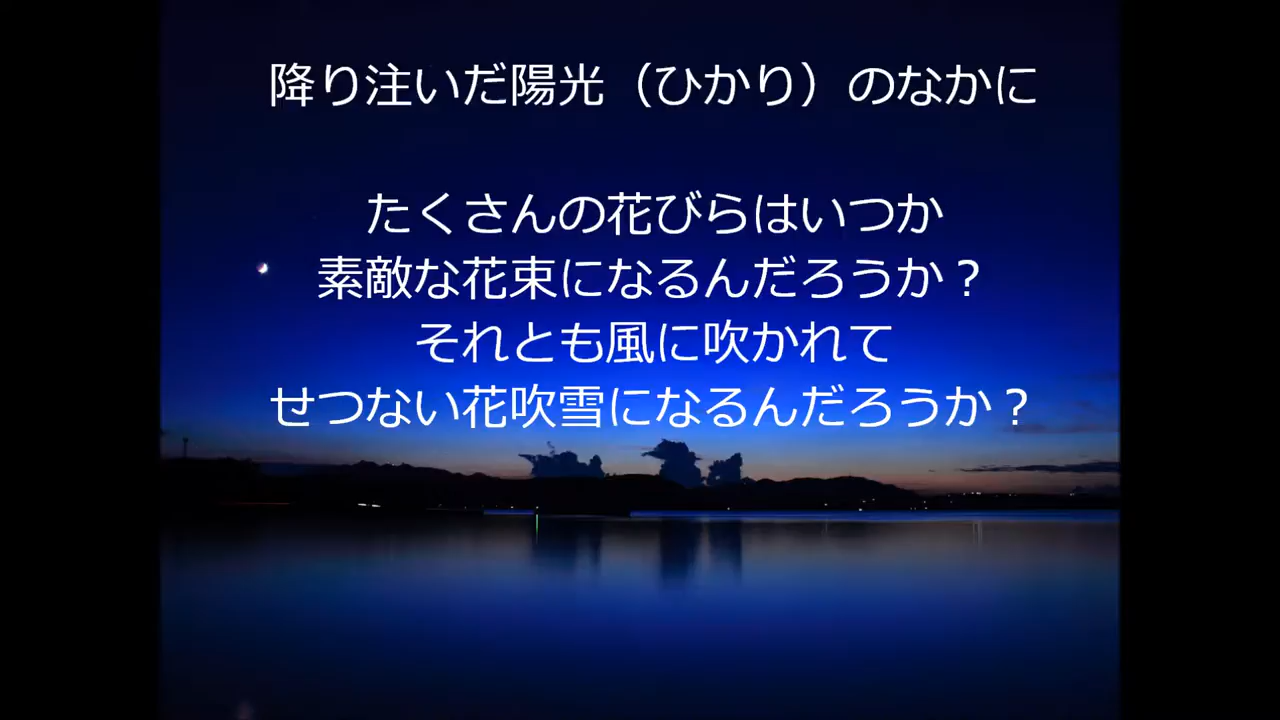 降り注いだ陽光（ひかり）のなかに
たくさんの花びらはいつか
素敵な花束になるんだろうか？
それとも風に吹かれて
せつない花吹雪になるんだろうか？